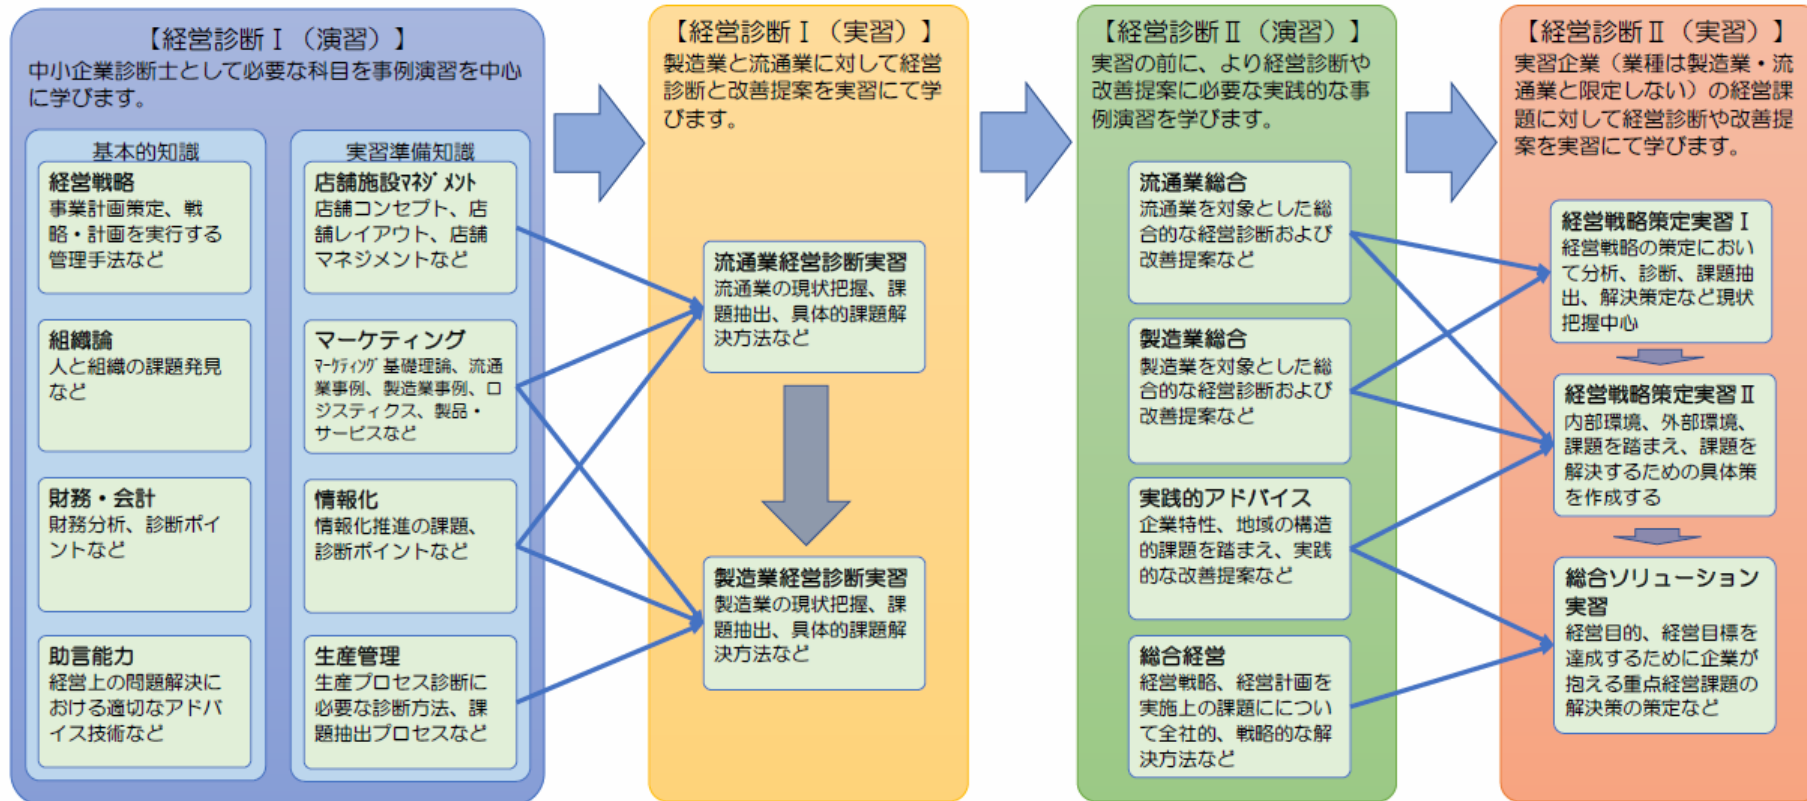 【経営診断Ⅰ（演習）】
中小企業診断士として必要な科目を事例演習を中心
に学びます。
基本的知識
経営戦略
事業計画策定、戦
略・計画を実行する
管理手法など
組織論
人と組織の課題発見
など
財務・会計
財務分析、診断ポイ
ントなど
助言能力
経営上の問題解決に
おける適切なアドバ
イス技術など
実習準備知識
店舗施設ﾏﾈｼﾞﾒﾝﾄ
店舗コンセプト、店
舗レイアウト、店舗
マネジメントなど
マーケティング
ﾏｰｹﾃｨﾝｸﾞ基礎理論、流通
業事例、製造業事例、ロ
ジスティクス、製品・
サービスなど
情報化
情報化推進の課題、
診断ポイントなど
生産管理
生産プロセス診断に
必要な診断方法、課
題抽出プロセスなど
【経営診断Ⅰ（実習）】
製造業と流通業に対して経営
診断と改善提案を実習にて学
びます。
流通業経営診断実習
流通業の現状把握、課
題抽出、具体的課題解
決方法など
製造業経営診断実習
製造業の現状把握、課
題抽出、具体的課題解
決方法など
【経営診断Ⅱ（演習）】
実習の前に、より経営診断や
改善提案に必要な実践的な事
例演習を学びます。
流通業総合
流通業を対象とした総
合的な経営診断および
改善提案など
製造業総合
製造業を対象とした総
合的な経営診断および
改善提案など
実践的アドバイス
企業特性、地域の構造
的課題を踏まえ、実践
的な改善提案など
総合経営
経営戦略、経営計画を
実施上の課題にについ
て全社的、戦略的な解
決方法など
【経営診断Ⅱ（実習）】
実習企業（業種は製造業・流
通業と限定しない）の経営課
題に対して経営診断や改善提
案を実習にて学びます。
経営戦略策定実習Ⅰ
経営戦略の策定におい
て分析、診断、課題抽
出、解決策定など現状
把握中心
経営戦略策定実習Ⅱ
内部環境、外部環境、
課題を踏まえ、課題を
解決するための具体策
を作成する
総合ソリューション
実習
経営目的、経営目標を
達成するために企業が
抱える重点経営課題の
解決策の策定など